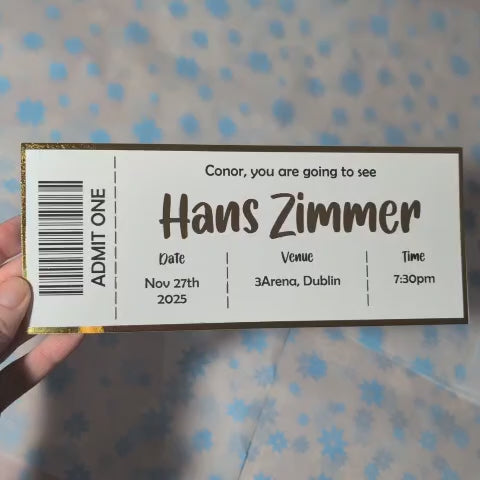 ADMIT ONE
Conor, you are going to see
Hans Zimmer
Date
Nov 27th
2025
Venue
3Arena, Dublin
Time
7:30pm